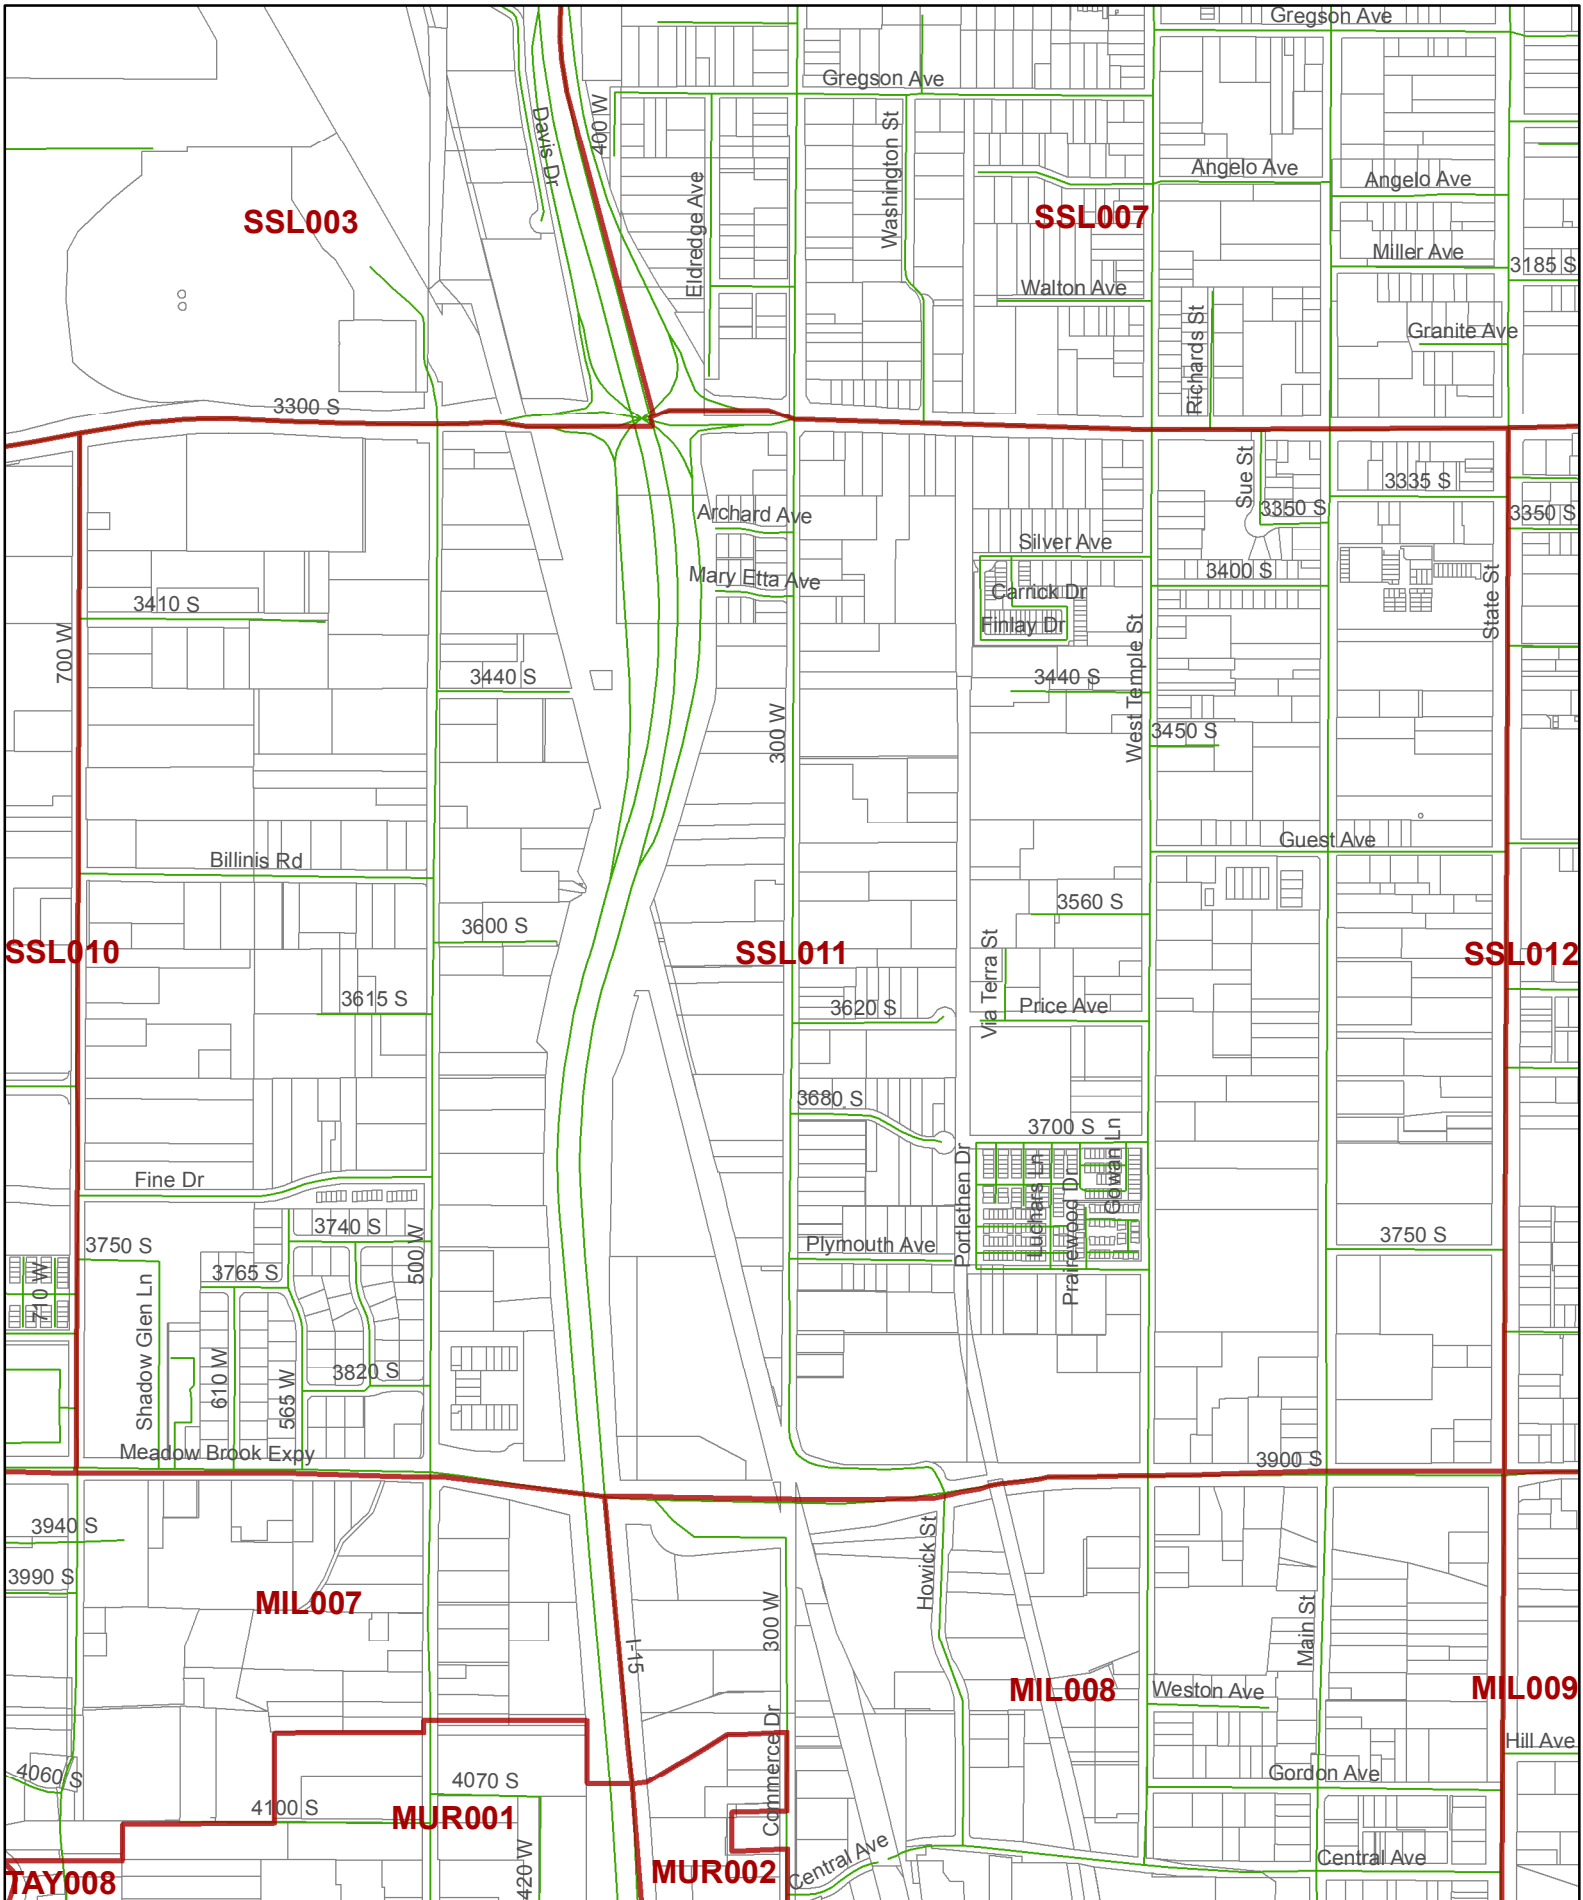 Gregson Ave
Gregson Ave
Davis Dr
400 W
Washington St
Angelo Ave
Angelo Ave
Eldredge Ave
SSL003
SSL007
Miller Ave
3185 S
Walton Ave
Richards St
Granite Ave
3300 S
Sue St
3335 S
3350 S
3350 S
Archard Ave
Silver Ave
3400 S
Mary Etta Ave
Carrick Dr
State St
3410 S
Finlay Dr
700 W
West Temple St
3440 S
3440 S
300 W
3450 S
Guest Ave
Billinis Rd
3560 S
3600 S
SSL010
SSL011
SSL012
Via Terra St
3615 S
3620 S
Price Ave
3680 S
3700 S
Gowan Ln
Fine Dr
Portlethen Dr
Luchars Ln
Prairewood Dr
3740 S
500 W
3750 S
Plymouth Ave
3750 S
3765 S
710 W
Shadow Glen Ln
610 W
565 W
3820 S
Meadow Brook Expy
3900 S
3940 S
Howick St
3990 S
MIL007
300 W
Main St
I-15
MIL008
Weston Ave
MIL009
Commerce Dr
Hill Ave
4060 S
4070 S
Gordon Ave
4100 S
MUR001
420 W
Central Ave
Central Ave
TAY008
MUR002